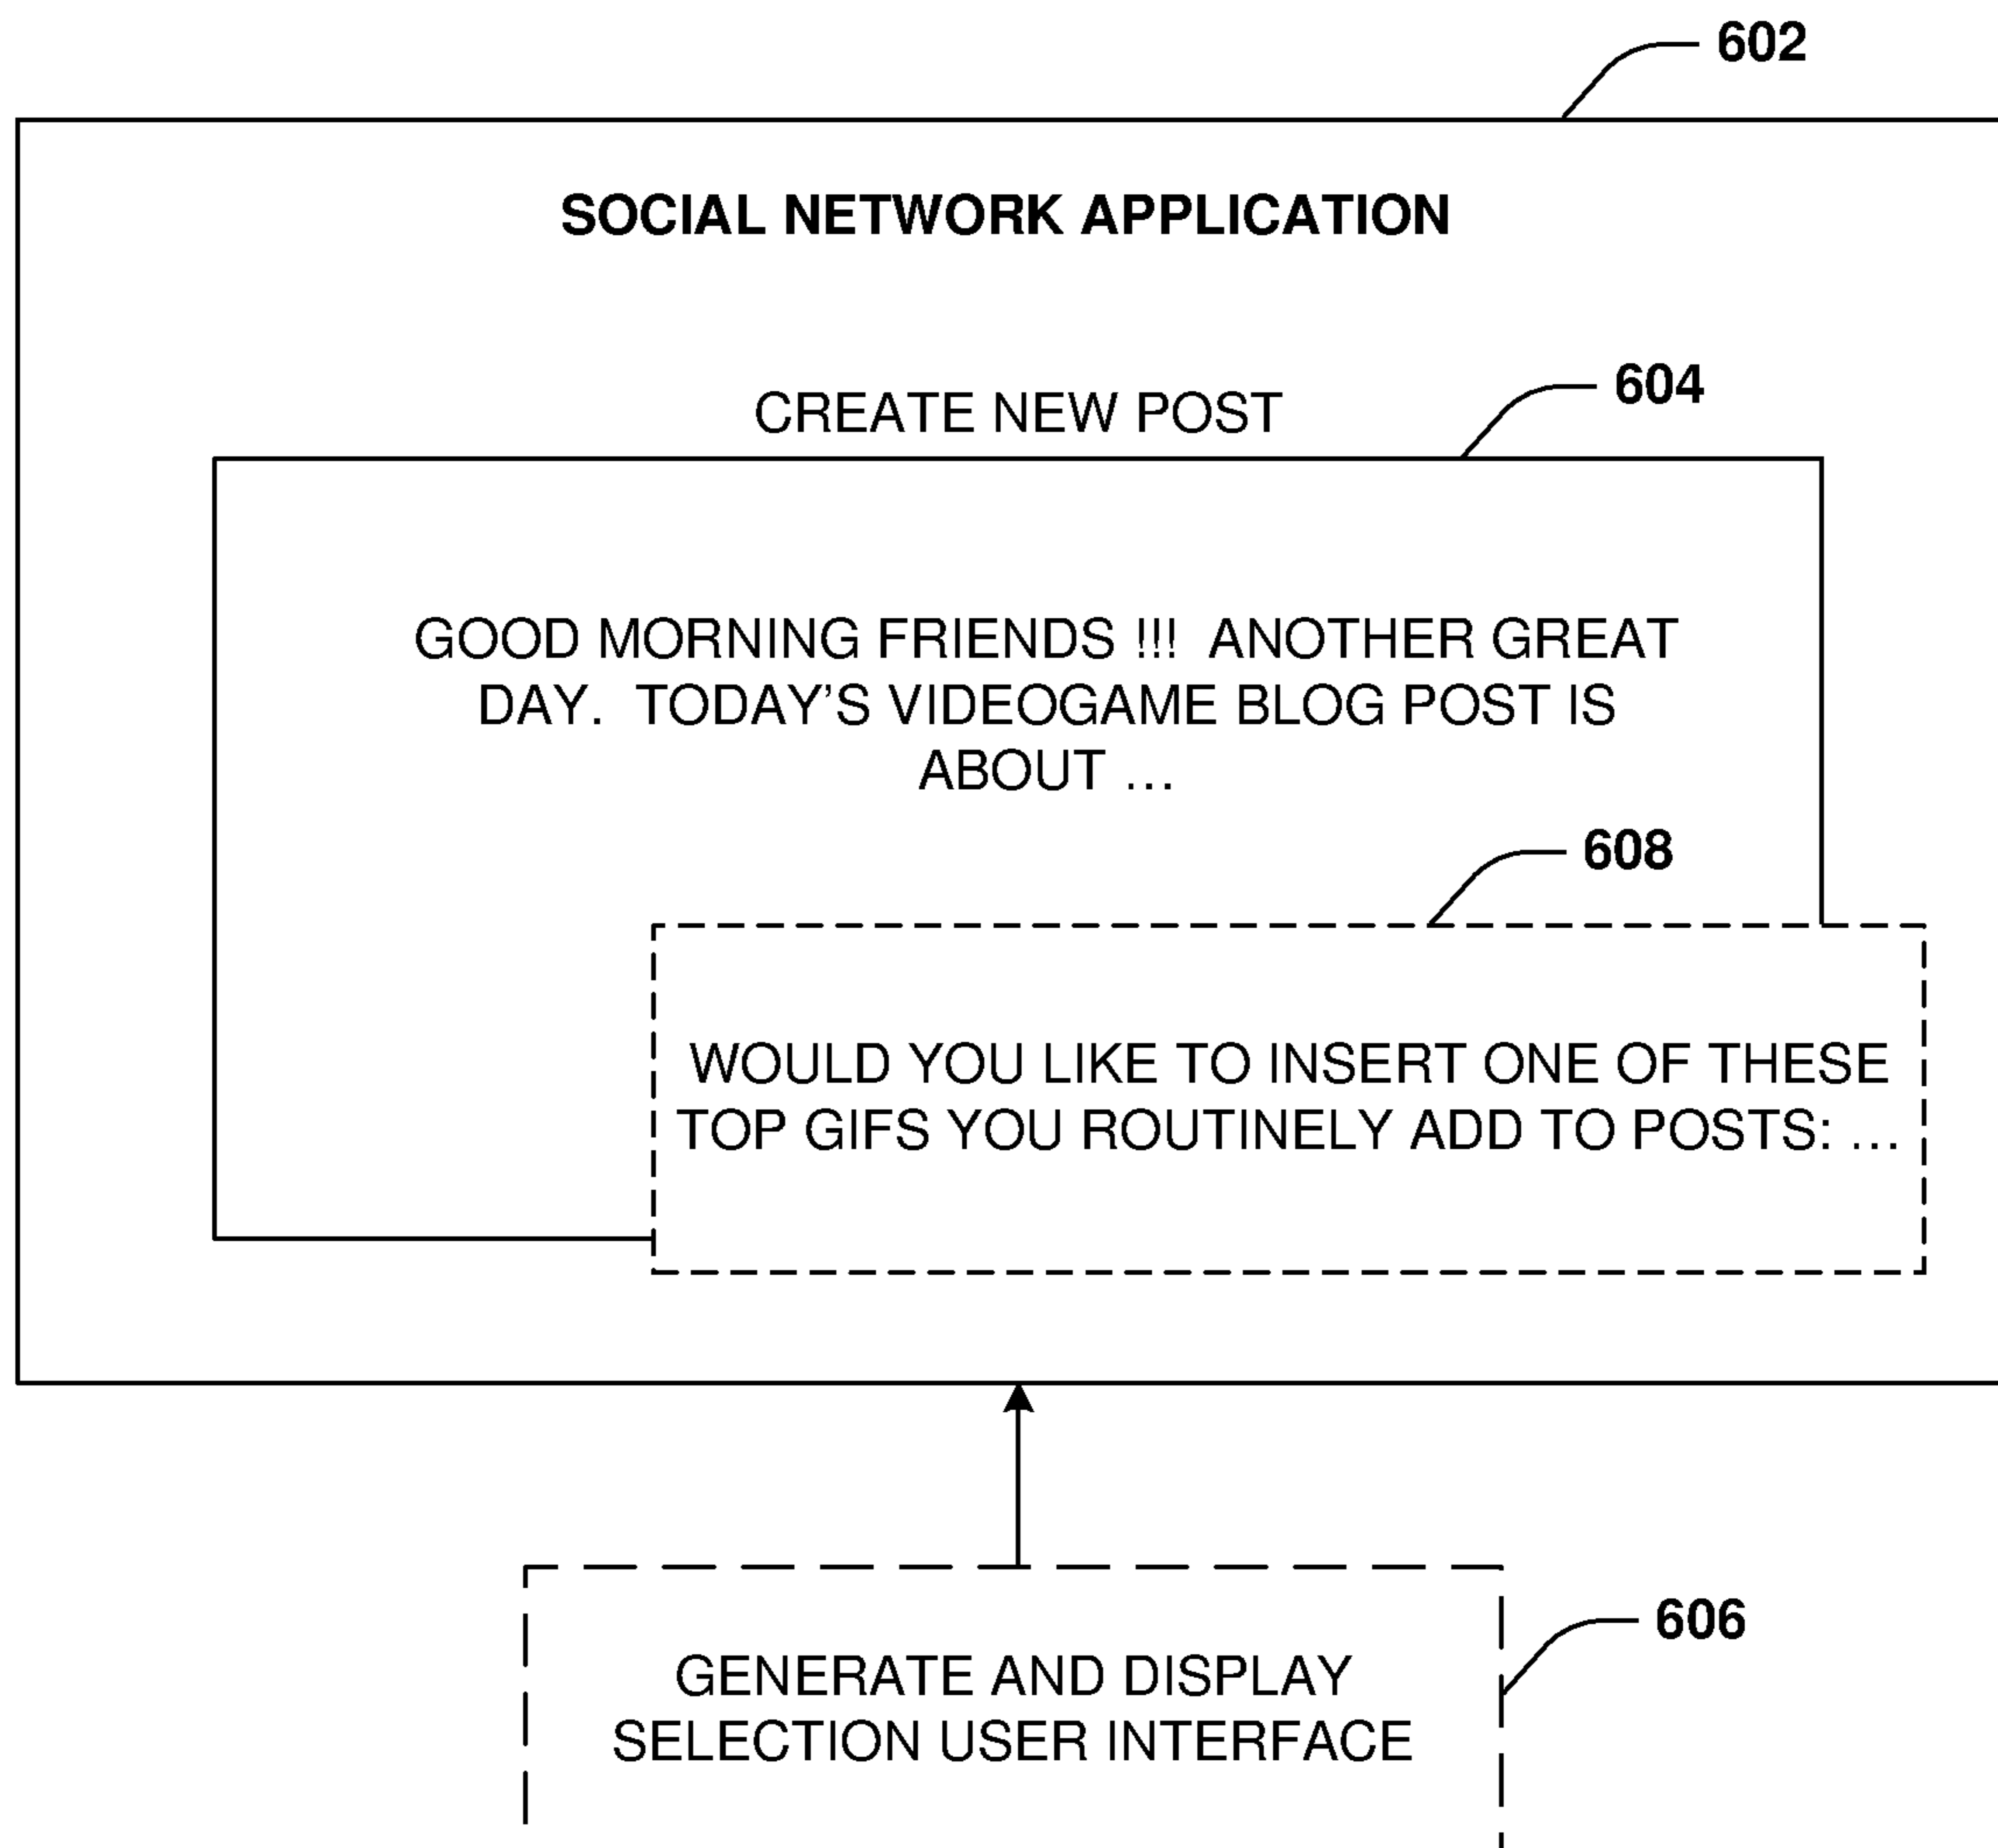 602
SOCIAL NETWORK APPLICATION
604
CREATE NEW POST
GOOD MORNING FRIENDS !!!  ANOTHER GREAT
DAY.  TODAY’S VIDEOGAME BLOG POST IS
ABOUT …
608
WOULD YOU LIKE TO INSERT ONE OF THESE
TOP GIFS YOU ROUTINELY ADD TO POSTS: …
606
GENERATE AND DISPLAY
SELECTION USER INTERFACE